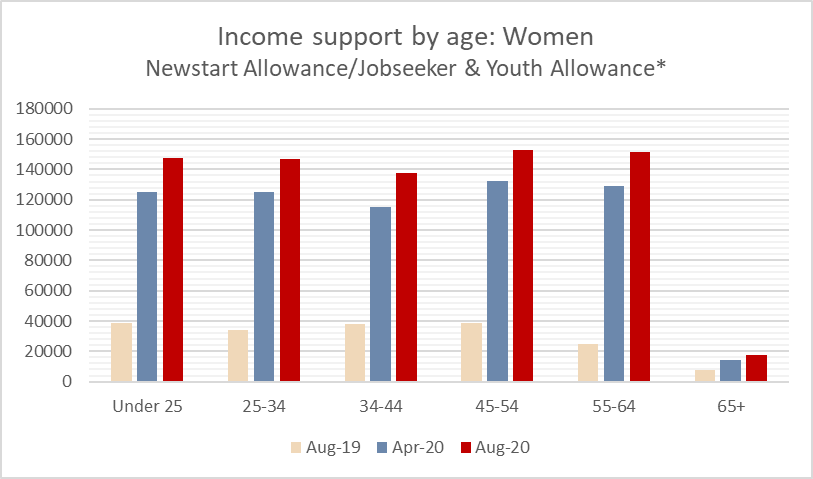 Income support by age: Women
Newstart Allowance/Jobseeker & Youth Allowance*
180000
160000
140000
120000
100000
80000
60000
40000
20000
0
Under 25 25-34 34-44 45-54 55-64 65+
Aug-19 Apr-20 Aug-20